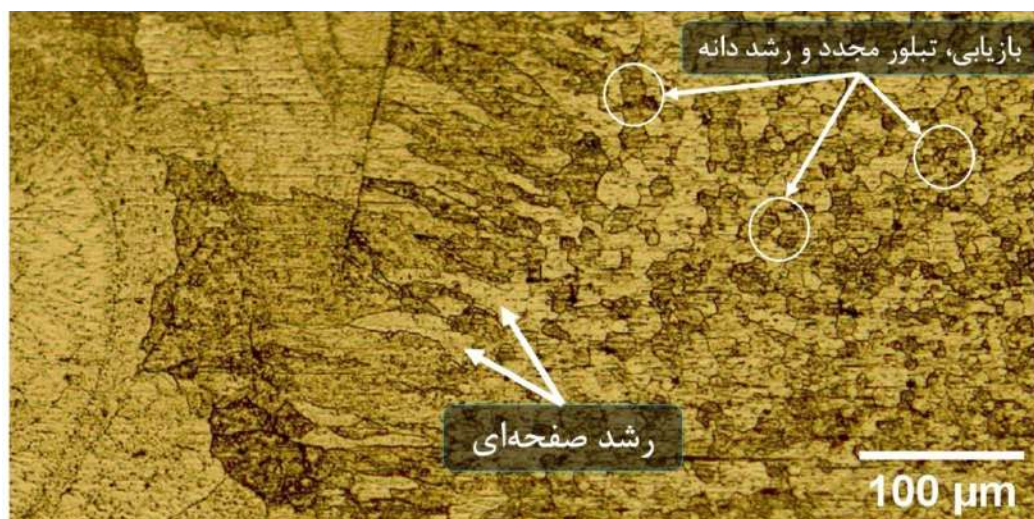 بازیابی، تبلور مجدد و رشد دانه
رشد صفحه‌ای
100 µm